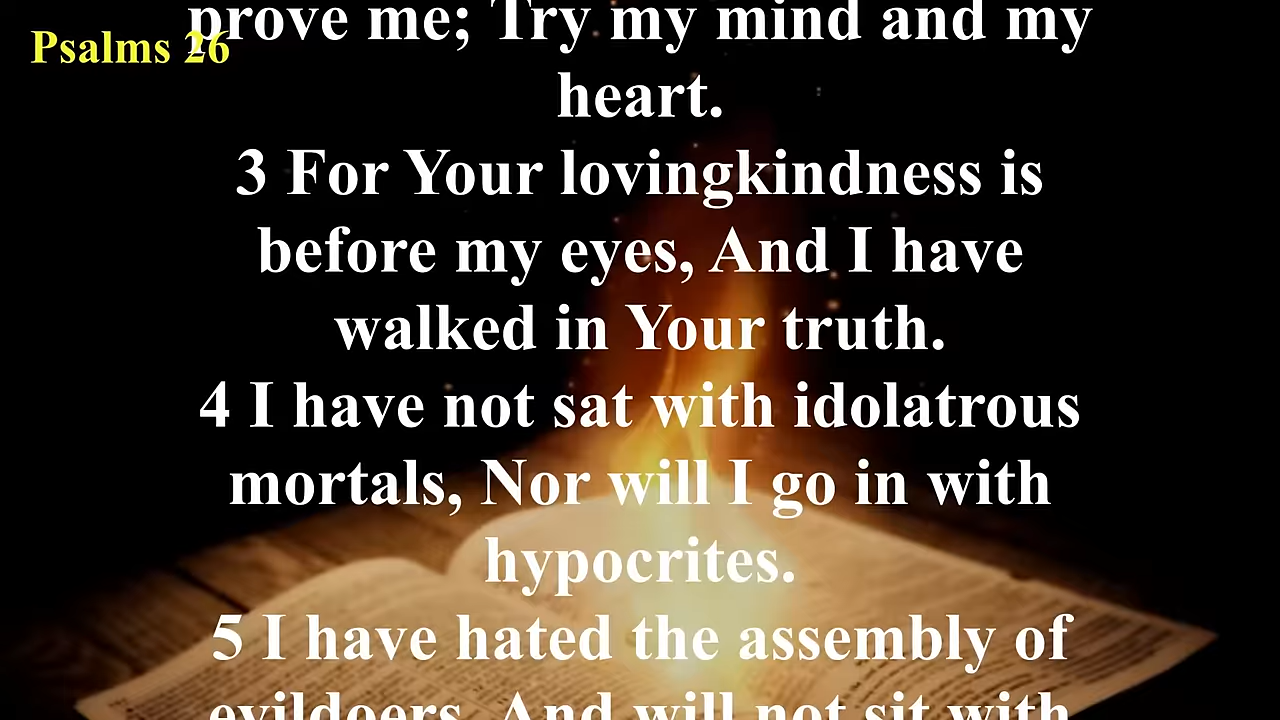 Psalms 26
prove me; Try my mind and my
heart.
3 For Your lovingkindness is
before my eyes, And I have
walked in Your truth.
4 I have not sat with idolatrous
mortals, Nor will I go in with
hypocrites.
5 I have hated the assembly of
evildoers, And will not sit with